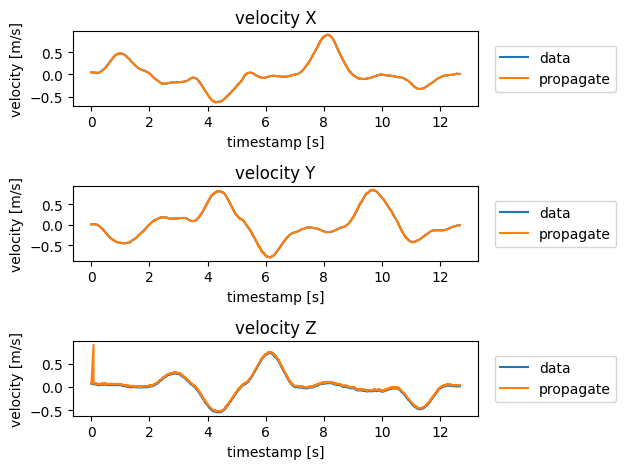 velocity X
velocity [m/s]
0.5
0.0
−0.5
0 2 4 6 8 10 12
timestamp [s]
data
propagate
velocity Y
velocity [m/s]
0.5
0.0
−0.5
0 2 4 6 8 10 12
timestamp [s]
data
propagate
velocity Z
velocity [m/s]
0.5
0.0
−0.5
0 2 4 6 8 10 12
timestamp [s]
data
propagate